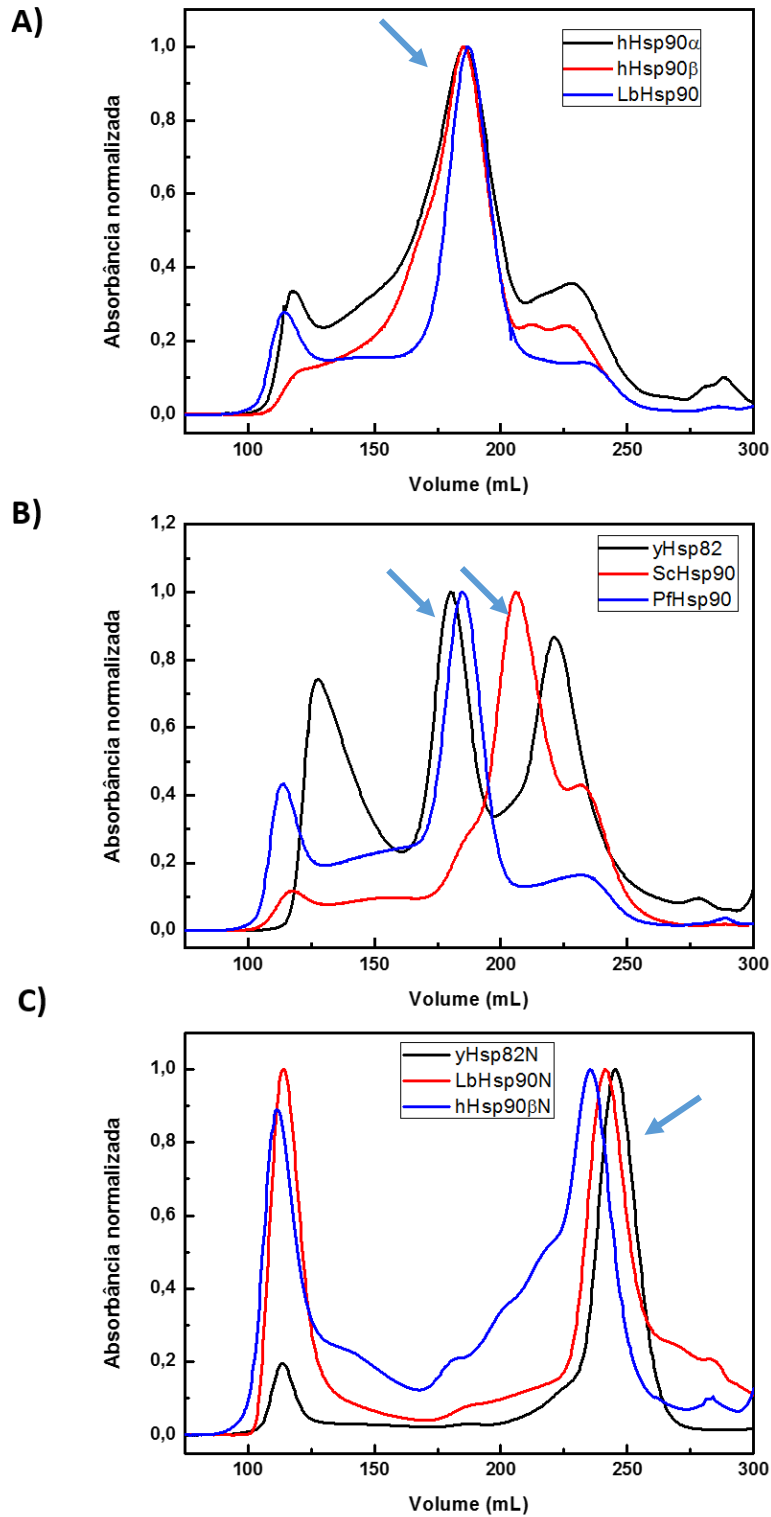 A)
hHsp90α
hHsp90β
LbHsp90
Absorbância normalizada
1,0
0,8
0,6
0,4
0,2
0,0
100 150 200 250 300
Volume (mL)
B)
yHsp82
ScHsp90
PfHsp90
Absorbância normalizada
1,2
1,0
0,8
0,6
0,4
0,2
0,0
100 150 200 250 300
Volume (mL)
C)
yHsp82N
LbHsp90N
hHsp90βN
Absorbância normalizada
1,0
0,8
0,6
0,4
0,2
0,0
100 150 200 250 300
Volume (mL)